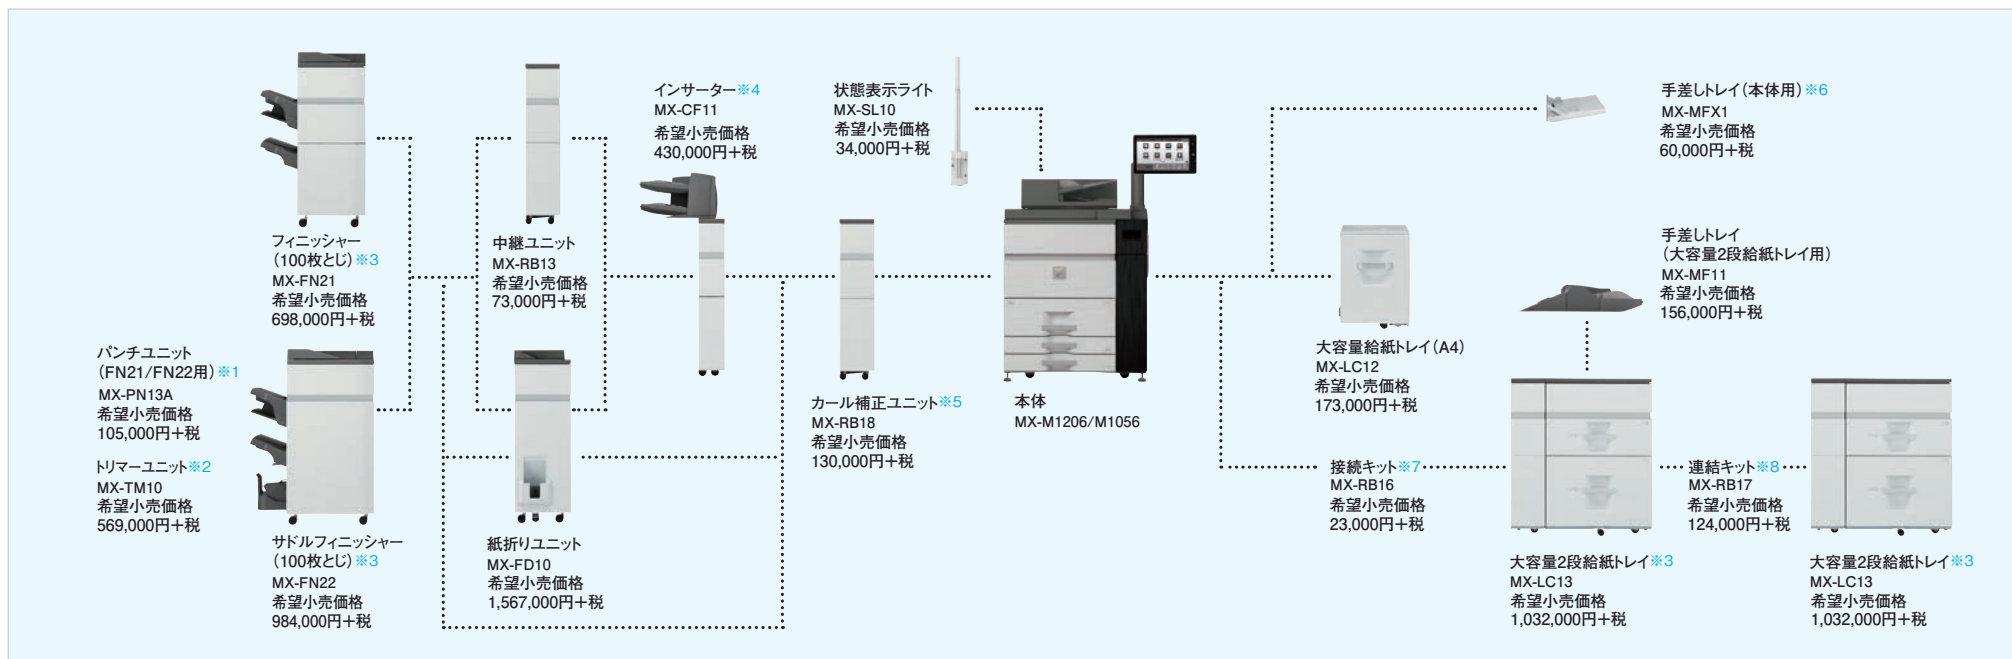 フィニッシャー
(100枚とじ)※3
MX-FN21
希望小売価格
698,000円+税
パンチユニット
(FN21/FN22用)※1
MX-PN13A
希望小売価格
105,000円+税
トリマーユニット※2
MX-TM10
希望小売価格
569,000円+税
サドルフィニッシャー
(100枚とじ)※3
MX-FN22
希望小売価格
984,000円+税
中継ユニット
MX-RB13
希望小売価格
73,000円+税
紙折りユニット
MX-FD10
希望小売価格
1,567,000円+税
インサーター※4
MX-CF11
希望小売価格
430,000円+税
状態表示ライト
MX-SL10
希望小売価格
34,000円+税
カール補正ユニット※5
MX-RB18
希望小売価格
130,000円+税
本体
MX-M1206/M1056
手差しトレイ(本体用)※6
MX-MFX1
希望小売価格
60,000円+税
大容量給紙トレイ(A4)
MX-LC12
希望小売価格
173,000円+税
手差しトレイ
(大容量2段給紙トレイ用)
MX-MF11
希望小売価格
156,000円+税
接続キット※7
MX-RB16
希望小売価格
23,000円+税
連結キット※8
MX-RB17
希望小売価格
124,000円+税
大容量2段給紙トレイ※3
MX-LC13
希望小売価格
1,032,000円+税
大容量2段給紙トレイ※3
MX-LC13
希望小売価格
1,032,000円+税